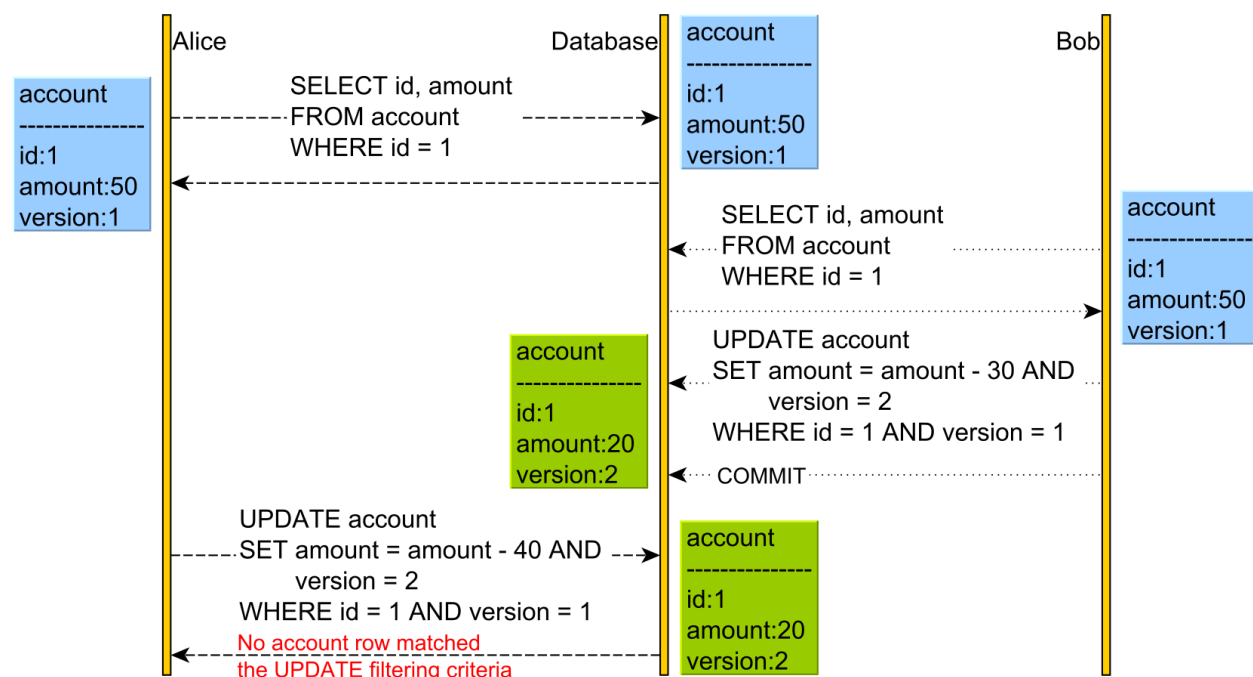 Alice
Database
Bob
account
---------------
id:1
amount:50
version:1
SELECT id, amount
FROM account
WHERE id = 1
account
---------------
id:1
amount:50
version:1
SELECT id, amount
FROM account
WHERE id = 1
account
---------------
id:1
amount:50
version:1
UPDATE account
SET amount = amount - 30 AND
version = 2
WHERE id = 1 AND version = 1
account
---------------
id:1
amount:20
version:2
COMMIT
UPDATE account
SET amount = amount - 40 AND
version = 2
WHERE id = 1 AND version = 1
account
---------------
id:1
amount:20
version:2
No account row matched
the UPDATE filtering criteria